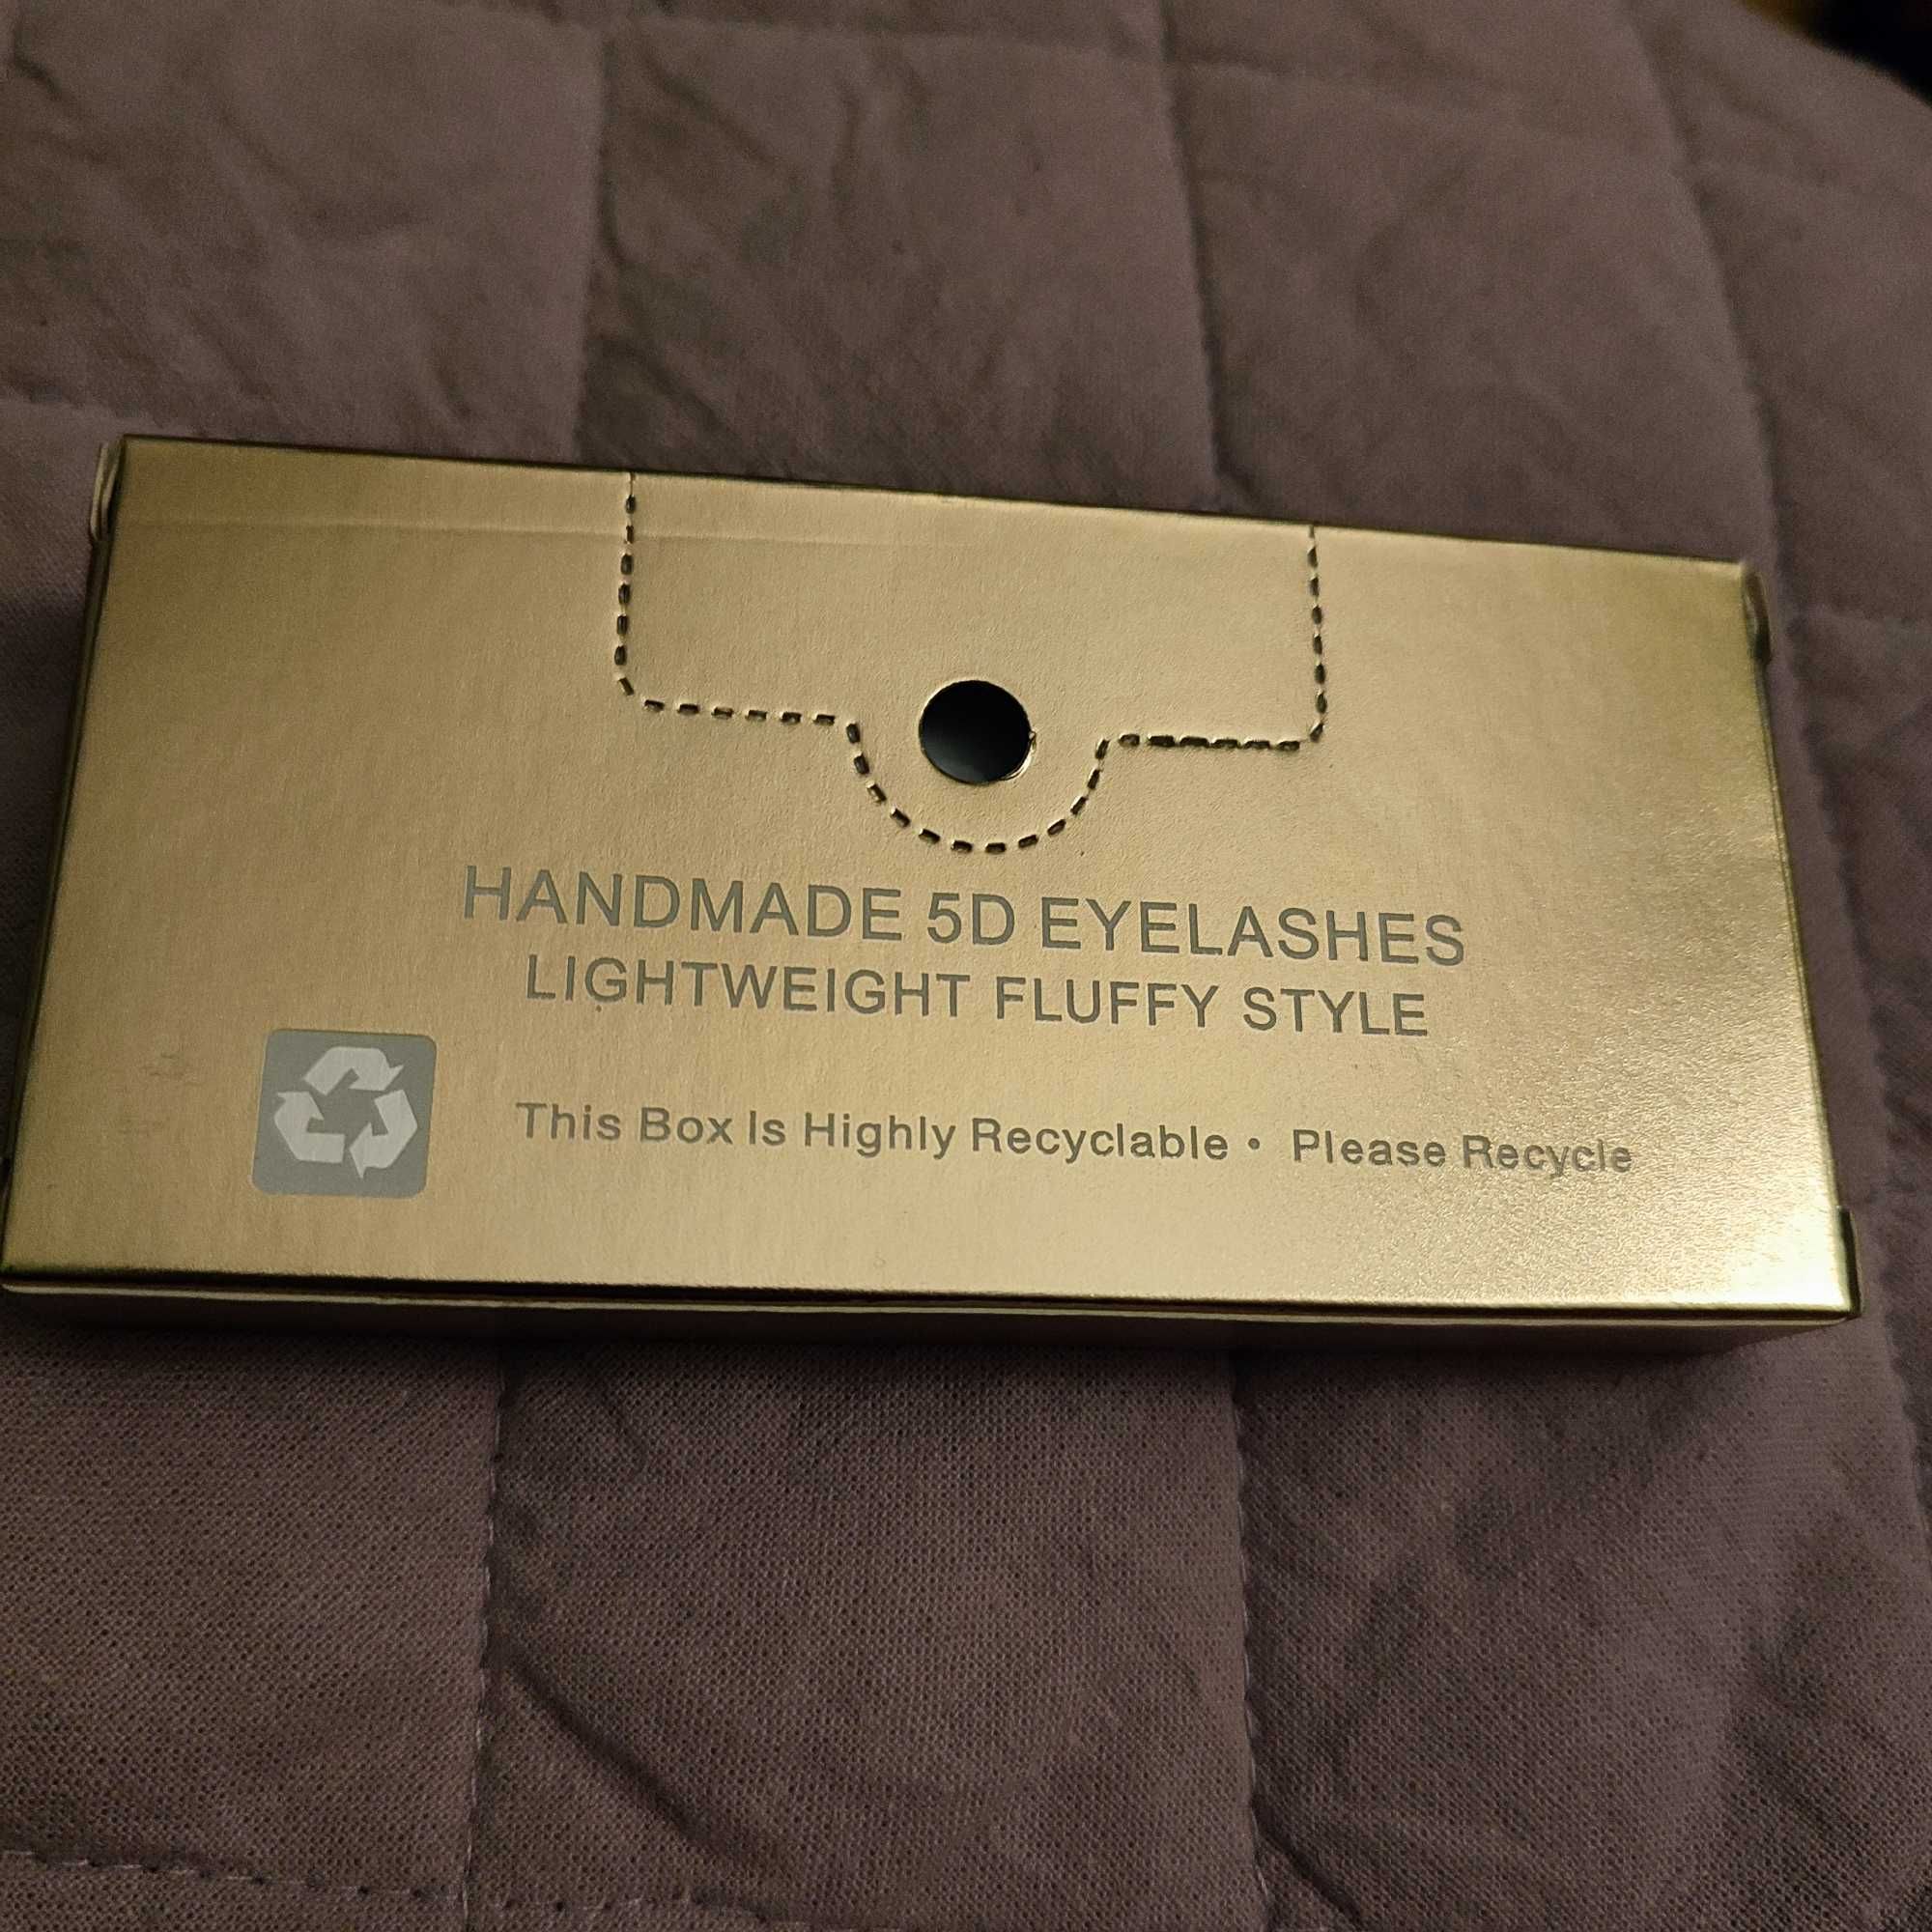 HANDMADE 5D EYELASHES
LIGHTWEIGHT FLUFFY STYLE
This Box Is Highly Recyclable • Please Recycle